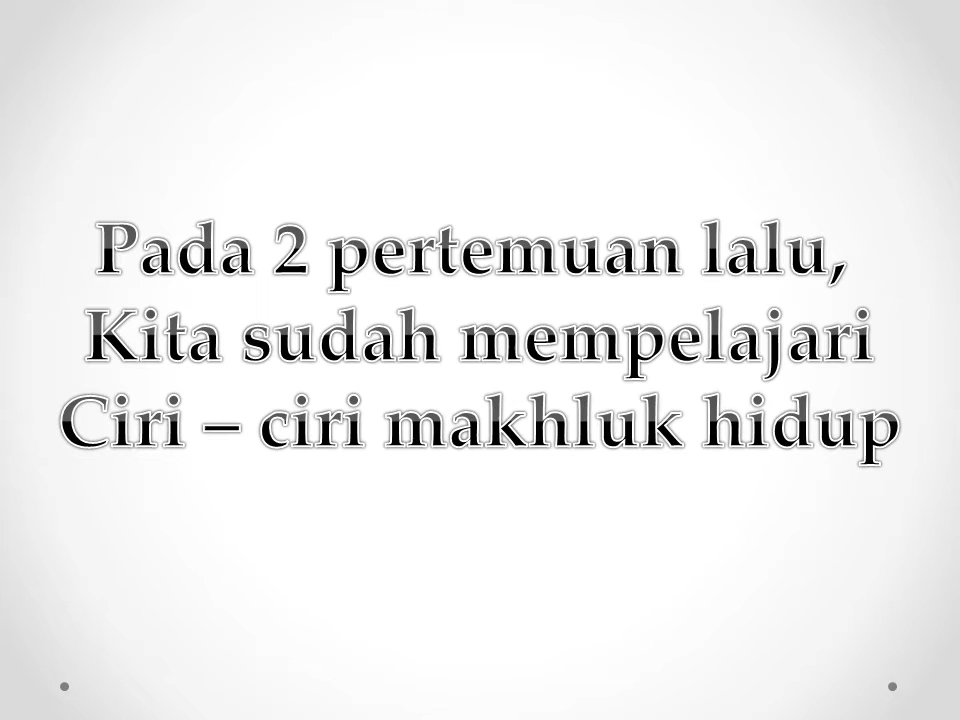 Pada 2 pertemuan lalu,
Kita sudah mempelajari
Ciri – ciri makhluk hidup